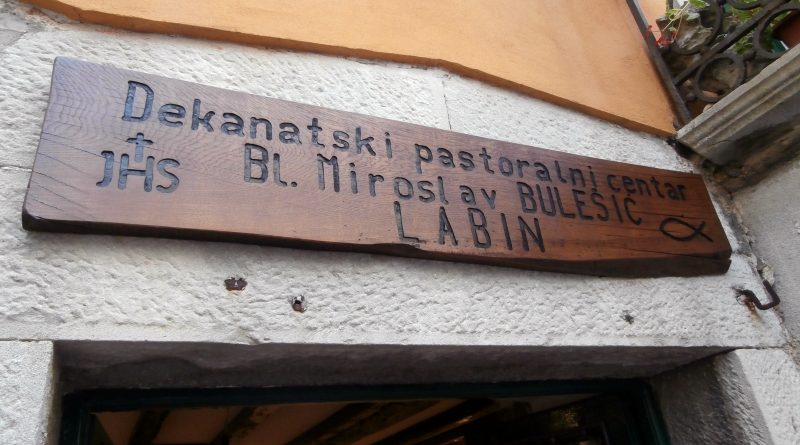 Dekanatski pastoralni centar
JHS Bl. Miroslav BULEŠIĆ
LABIN